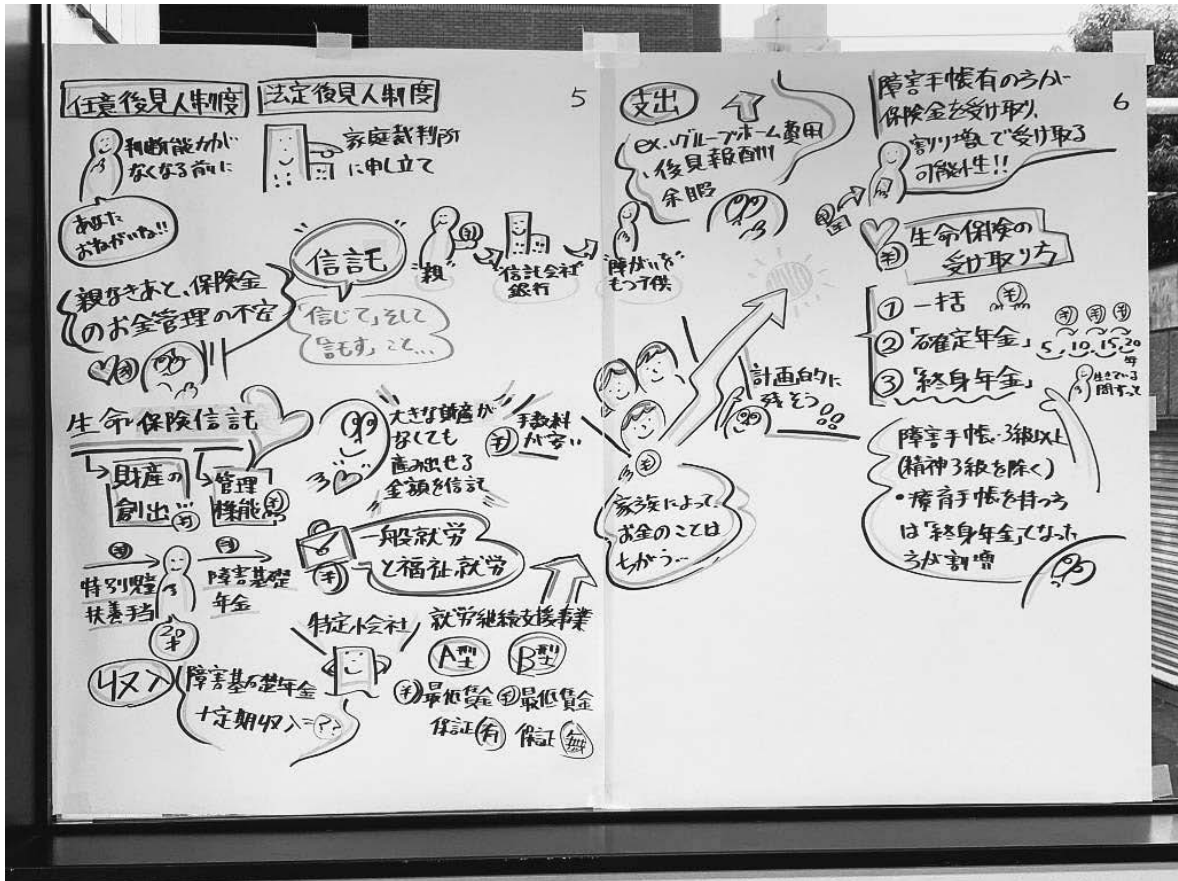 任意後見人制度
法定後見人制度
5
判断能力が
なくなる前に
家庭裁判所
に申し立て
あなた
おねがいね!!
親なきあと、保険金
のお金管理の不安
信託
「信じて」そして
「託す」こと...
"親"
"信託会社"
銀行
"障がいを"
もつ子供
生命保険信託
財産の
創出
管理
機能
大きな財産が
なくても
産み出せる
金額を信託
手数料
が安い
一般就労
と福祉就労
特別児童
扶養手当
障害基礎
年金
20
才
特定小会社
就労継続支援事業
A型
B型
最低賃金
保証 有
最低賃金
保証 無
収入
障害基礎年金
+定期収入=??
支出
6
ex.グループホーム費用
、後見報酬
余暇
障害手帳有の方が
保険金を受け取り、
割り増しで受け取る
可能性!!
生命保険の
受け取り方
① 一括
②「確定年金」
5 10 15 20
年
③「終身年金」
生きている
間ずっと
計画的に
残そう
家族によって
お金のことは
ちがう...
障害手帳・3級以上
(精神3級を除く)
・療育手帳を持つ方
は「終身年金」になった
方が割増